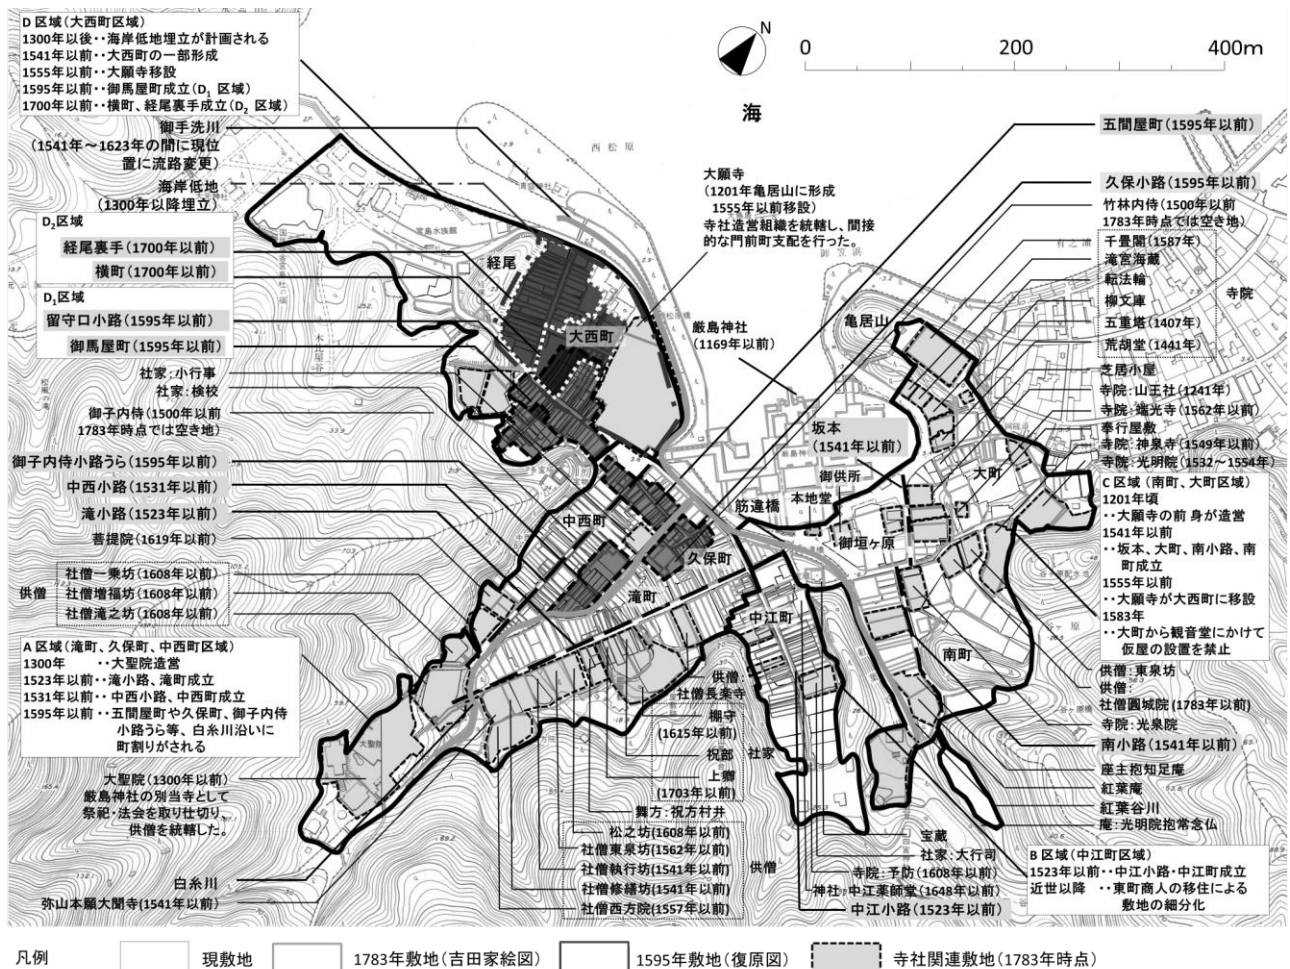 D 区域(大西町区域)
1300年以後‥海岸低地埋立が計画される
1541年以前‥大西町の一部形成
1555年以前‥大願寺移設
1595年以前‥御馬屋町成立(D₁ 区域)
1700年以前‥横町、経尾裏手成立(D₂ 区域)
御手洗川
(1541年～1623年の間に現位
置に流路変更)
海岸低地
(1300年以降埋立)
D₂区域
経尾裏手(1700年以前)
横町(1700年以前)
D₁区域
留守口小路(1595年以前)
御馬屋町(1595年以前)
社家:小行事
社家:検校
御子内侍(1500年以前
1783年時点では空き地)
御子内侍小路うら(1595年以前)
中西小路(1531年以前)
滝小路(1523年以前)
菩提院(1619年以前)
供僧
社僧一乗坊(1608年以前)
社僧増福坊(1608年以前)
社僧滝之坊(1608年以前)
A 区域(滝町、久保町、中西町区域)
1300年 ‥大聖院造営
1523年以前‥滝小路、滝町成立
1531年以前‥中西小路、中西町成立
1595年以前‥五間屋町や久保町、御子内侍
小路うら等、白糸川沿いに
町割りがされる
大聖院(1300年以前)
厳島神社の別当寺として
祭祀・法会を取り仕切り、
供僧を統轄した。
白糸川
弥山本願大聞寺(1541年以前)
N
0 200 400m
海
西松原
宮島水族館
経尾
大西町
大願寺
(1201年亀居山に形成
1555年以前移設)
寺社造営組織を統轄し、間接
的な門前町支配を行った。
御笠浜
有之浦
厳島神社
(1169年以前)
亀居山
坂本
(1541年以前)
御供所
本地堂
筋違橋
御垣ヶ原
大町
中西町
久保町
滝町
中江町
南町
大聖院
五間屋町(1595年以前)
久保小路(1595年以前)
竹林内侍(1500年以前
1783年時点では空き地)
千畳閣(1587年)
滝宮海蔵
転法輪
柳文庫
五重塔(1407年)
荒胡堂(1441年)
寺院
芝居小屋
寺院:山王社(1241年)
寺院:端光寺(1562年以前)
奉行屋敷
寺院:神泉寺(1549年以前)
寺院:光明院(1532～1554年)
C 区域(南町、大町区域)
1201年頃
‥大願寺の前 身が造営
1541年以前
‥坂本、大町、南小路、南
町成立
1555年以前
‥大願寺が大西町に移設
1583年
‥大町から観音堂にかけて
仮屋の設置を禁止
供僧:東泉坊
供僧:
社僧圓城院(1783年以前)
寺院:光泉院
南小路(1541年以前)
座主抱知足庵
紅葉庵
紅葉谷川
庵:光明院抱常念仏
B 区域(中江町区域)
1523年以前‥中江小路・中江町成立
近世以降 ‥東町商人の移住による
敷地の細分化
供僧:
社僧長楽寺
棚守
(1615年以前)
祝部
上卿
(1703年以前)
社家
舞方:祝方村井
松之坊(1608年以前)
社僧東泉坊(1562年以前)
社僧執行坊(1541年以前)
社僧修繕坊(1541年以前)
社僧西方院(1557年以前)
供僧
宝蔵
社家:大行司
寺院:予防(1608年以前)
神社:中江薬師堂(1648年以前)
中江小路(1523年以前)
凡例
現敷地
1783年敷地(吉田家絵図)
1595年敷地(復原図)
寺社関連敷地(1783年時点)